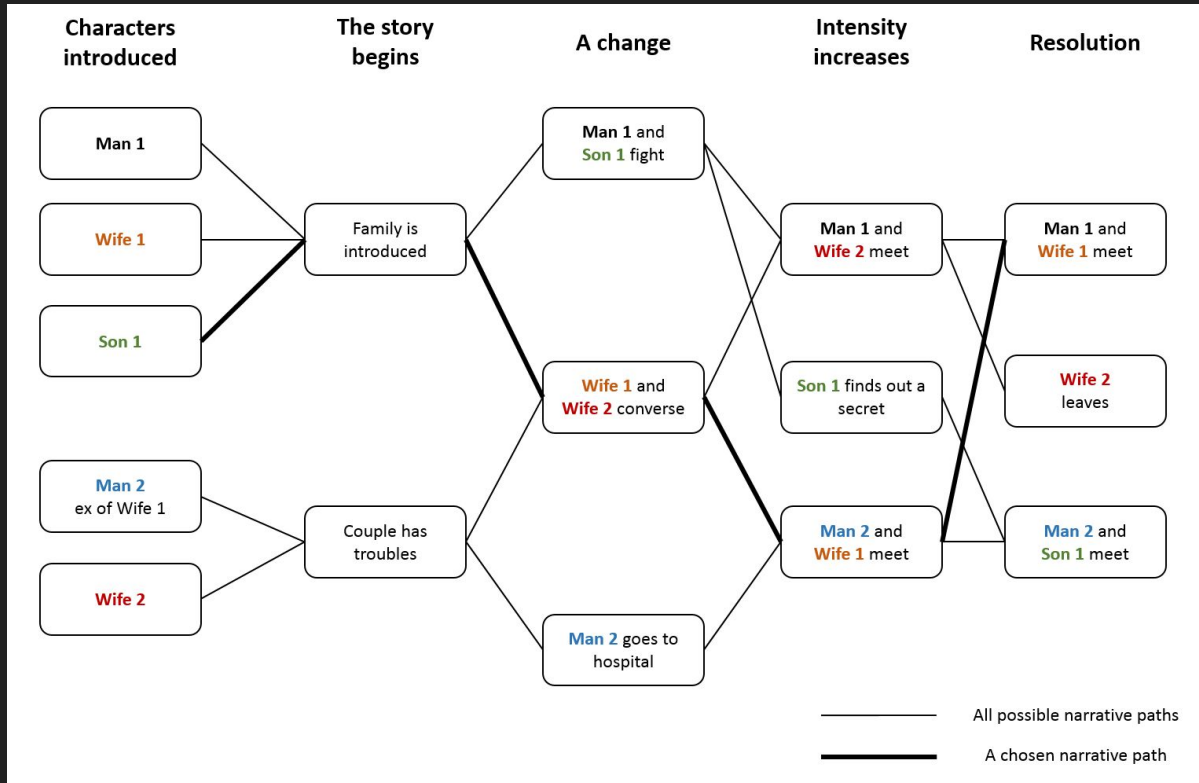 Characters
introduced
The story
begins
A change
Intensity
increases
Resolution
Man 1
Wife 1
Son 1
Man 2
ex of Wife 1
Wife 2
Family is
introduced
Couple has
troubles
Man 1 and
Son 1 fight
Wife 1 and
Wife 2 converse
Man 2 goes to
hospital
Man 1 and
Wife 2 meet
Son 1 finds out a
secret
Man 2 and
Wife 1 meet
Man 1 and
Wife 1 meet
Wife 2
leaves
Man 2 and
Son 1 meet
All possible narrative paths
A chosen narrative path